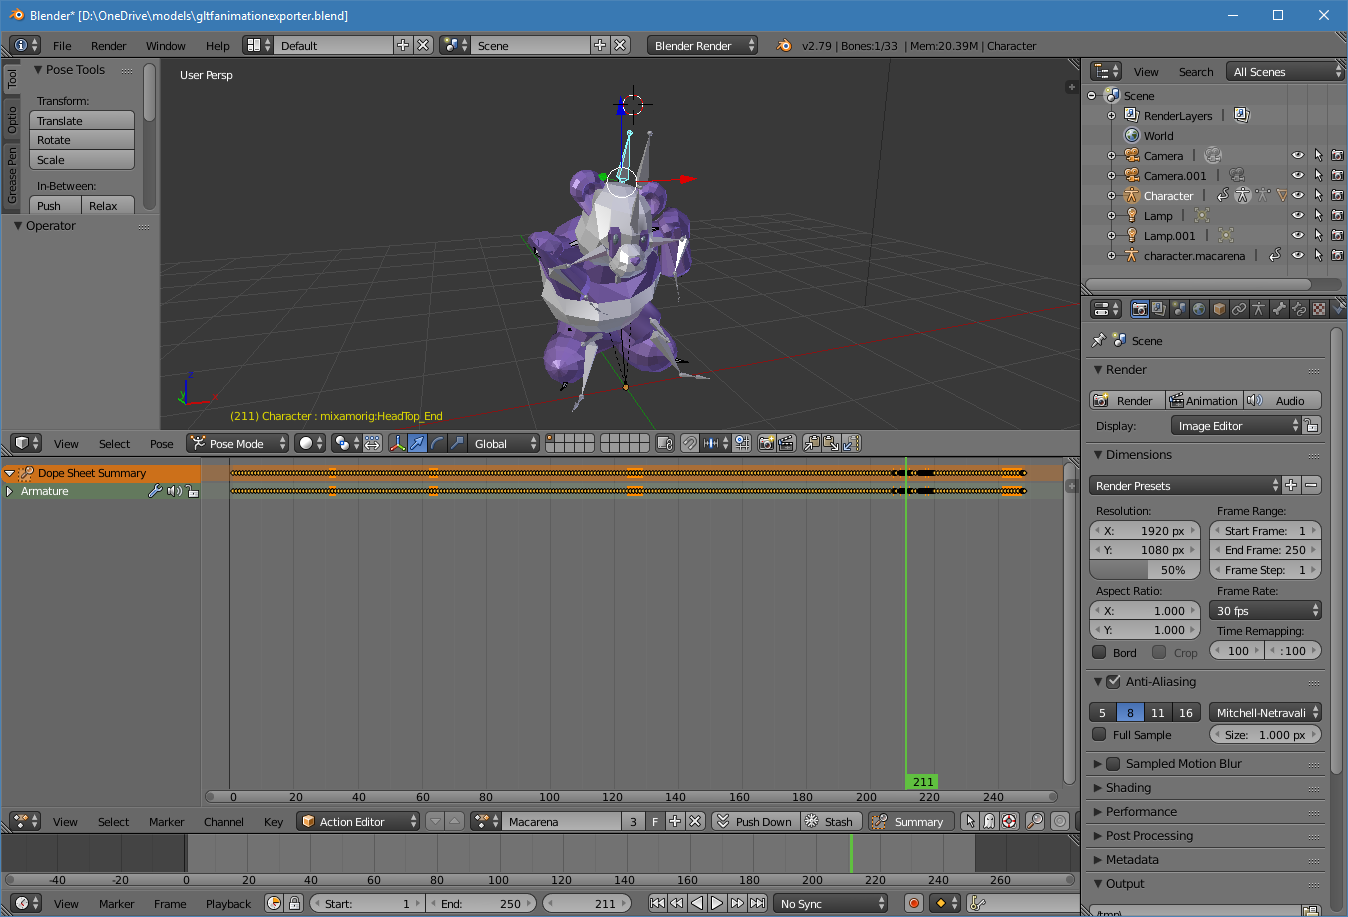 Blender* [D:\OneDrive\models\gltfanimationexporter.blend]
File Render Window Help Default Scene Blender Render v2.79 | Bones:1/33 | Mem:20.39M | Character
Tool
Optio
Grease Pen
Pose Tools
Transform:
Translate
Rotate
Scale
In-Between:
Push Relax
Operator
User Persp
(211) Character : mixamorig:HeadTop_End
View Select Pose Pose Mode Global
Dope Sheet Summary
Armature
211
0 20 40 60 80 100 120 140 160 180 200 220 240
View Select Marker Channel Key Action Editor Macarena 3 F Push Down Stash Summary
-40 -20 0 20 40 60 80 100 120 140 160 180 200 220 240 260
View Marker Frame Playback Start: 1 End: 250 211 No Sync
View Search All Scenes
Scene
RenderLayers
World
Camera
Camera.001
Character
Lamp
Lamp.001
character.macarena
Scene
Render
Render Animation Audio
Display: Image Editor
Dimensions
Render Presets
Resolution: Frame Range:
X: 1920 px Start Frame: 1
Y: 1080 px End Frame: 250
50% Frame Step: 1
Aspect Ratio: Frame Rate:
X: 1.000 30 fps
Y: 1.000 Time Remapping:
Bord Crop 100 :100
Anti-Aliasing
5 8 11 16 Mitchell-Netravali
Full Sample Size: 1.000 px
Sampled Motion Blur
Shading
Performance
Post Processing
Metadata
Output
/tmp\